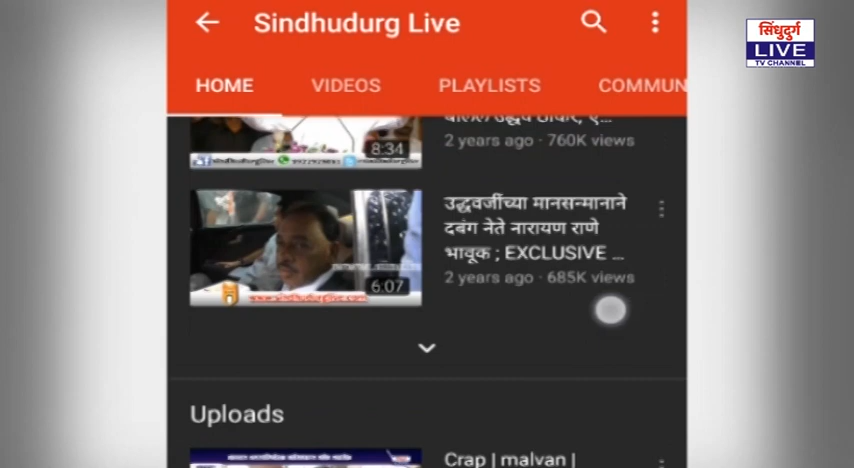 Sindhudurg Live
सिंधुदुर्ग
LIVE
TV CHANNEL
HOME VIDEOS PLAYLISTS COMMUN
8:34
2 years ago · 760K views
उद्धवजींच्या मानसन्मानाने
दबंग नेते नारायण राणे
भावूक ; EXCLUSIVE ...
6:07
2 years ago · 685K views
Uploads
Crap | malvan |